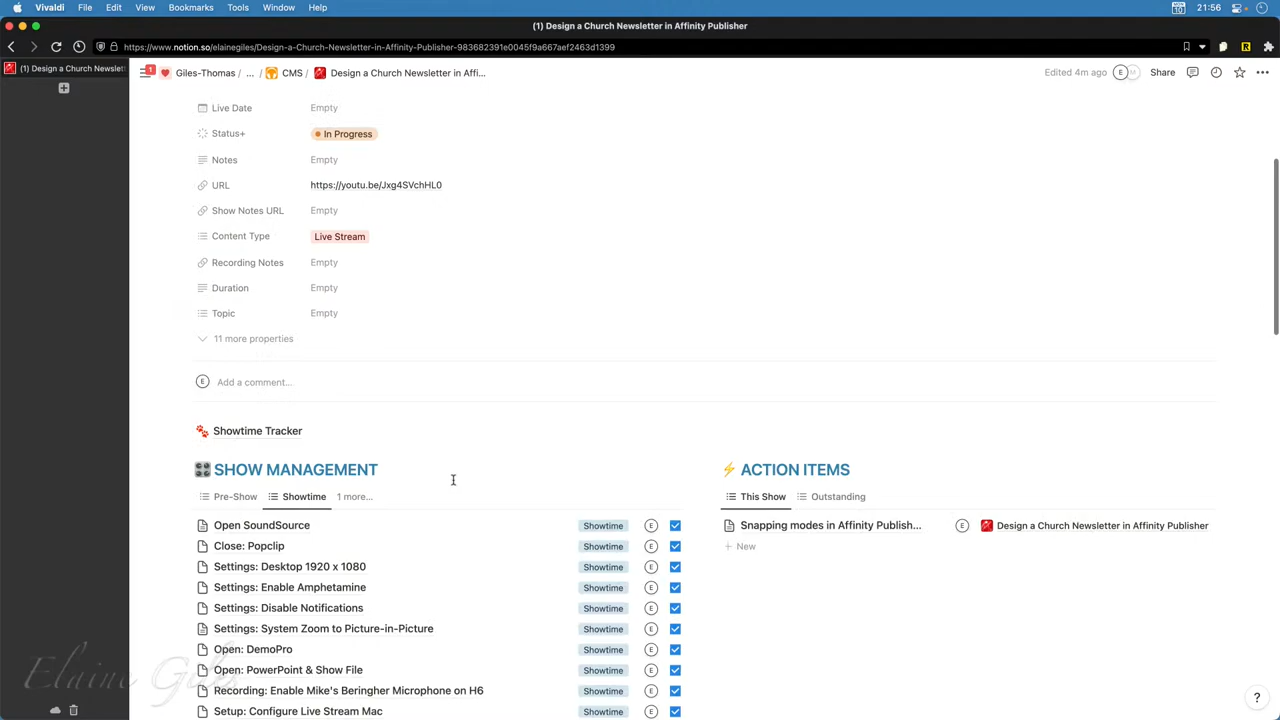 Vivaldi File Edit View Bookmarks Tools Window Help 21:56
(1) Design a Church Newsletter in Affinity Publisher
https://www.notion.so/elainegiles/Design-a-Church-Newsletter-in-Affinity-Publisher-983682391e0045f9a667aef2463d1399
(1) Design a Church Newslett
1 Giles-Thomas / ... / CMS / Design a Church Newsletter in Affi... Edited 4m ago E M Share
Live Date Empty
Status+ In Progress
Notes Empty
URL https://youtu.be/Jxg4SVchHL0
Show Notes URL Empty
Content Type Live Stream
Recording Notes Empty
Duration Empty
Topic Empty
11 more properties
E Add a comment...
Showtime Tracker
SHOW MANAGEMENT
Pre-Show Showtime 1 more...
Open SoundSource Showtime E
Close: Popclip Showtime E
Settings: Desktop 1920 x 1080 Showtime E
Settings: Enable Amphetamine Showtime E
Settings: Disable Notifications Showtime E
Settings: System Zoom to Picture-in-Picture Showtime E
Open: DemoPro Showtime E
Open: PowerPoint & Show File Showtime E
Recording: Enable Mike's Beringher Microphone on H6 Showtime E
Setup: Configure Live Stream Mac Showtime E
ACTION ITEMS
This Show Outstanding
Snapping modes in Affinity Publish... E Design a Church Newsletter in Affinity Publisher
+ New
Elaine Giles
?